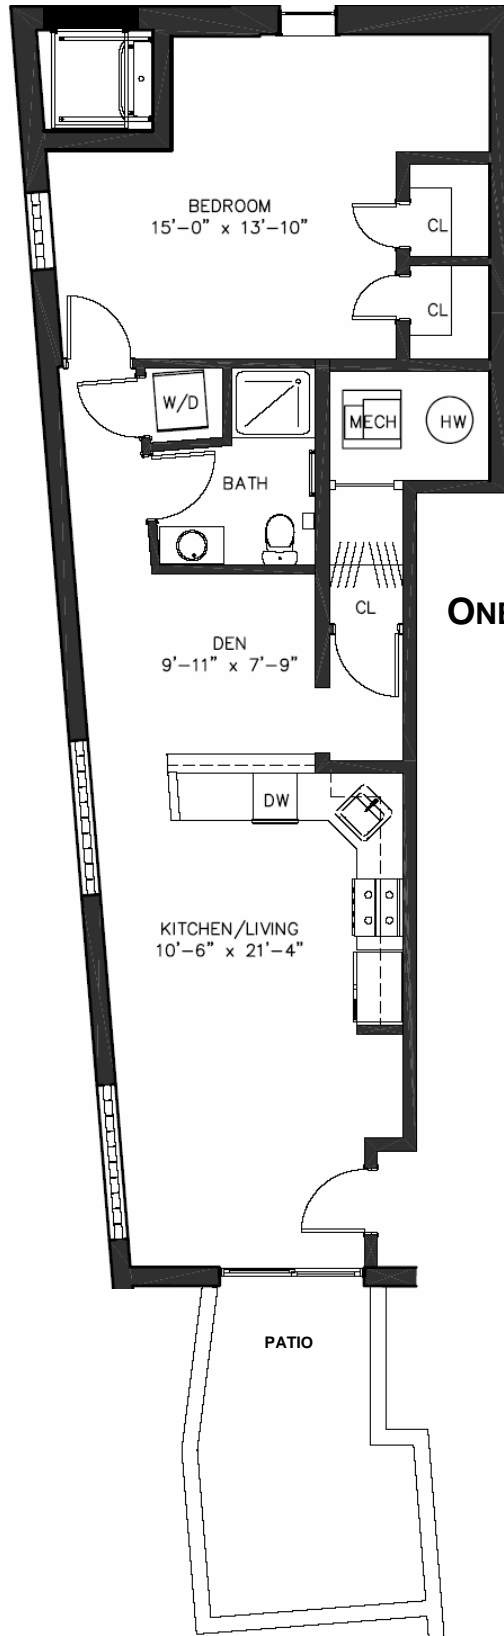 BEDROOM
15'-0" x 13'-10"
CL
CL
W/D
MECH
HW
BATH
CL
ONE
DEN
9'-11" x 7'-9"
DW
KITCHEN/LIVING
10'-6" x 21'-4"
PATIO